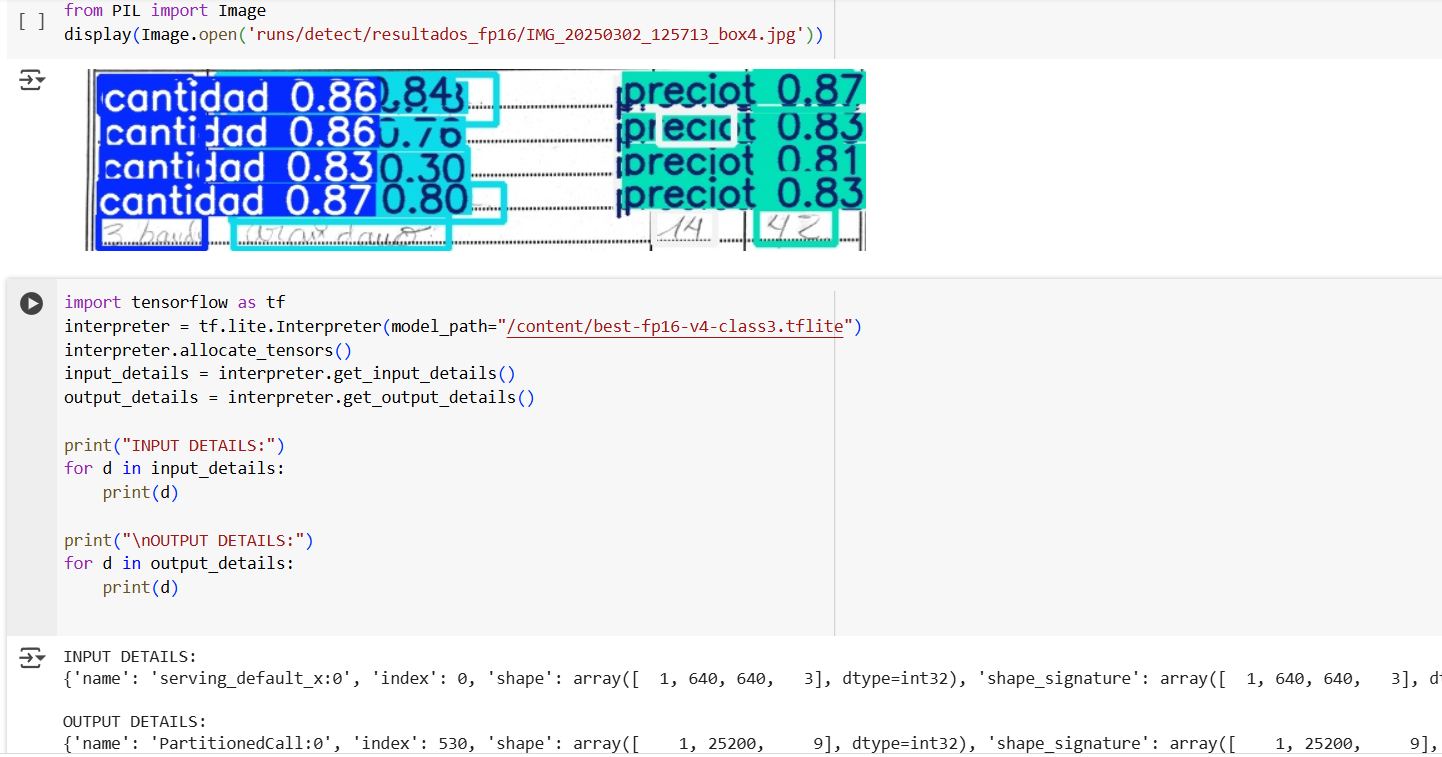 [ ]
from PIL import Image
display(Image.open('runs/detect/resultados_fp16/IMG_20250302_125713_box4.jpg'))
cantidad 0.86 0.84 preciot 0.87
cantidad 0.86 0.76 preciot 0.83
cantidad 0.83 0.30 preciot 0.81
cantidad 0.87 0.80 preciot 0.83
3 14 42
import tensorflow as tf
interpreter = tf.lite.Interpreter(model_path="/content/best-fp16-v4-class3.tflite")
interpreter.allocate_tensors()
input_details = interpreter.get_input_details()
output_details = interpreter.get_output_details()
print("INPUT DETAILS:")
for d in input_details:
    print(d)
print("\nOUTPUT DETAILS:")
for d in output_details:
    print(d)
INPUT DETAILS:
{'name': 'serving_default_x:0', 'index': 0, 'shape': array([  1, 640, 640,   3], dtype=int32), 'shape_signature': array([  1, 640, 640,   3], d
OUTPUT DETAILS:
{'name': 'PartitionedCall:0', 'index': 530, 'shape': array([    1, 25200,     9], dtype=int32), 'shape_signature': array([    1, 25200,     9],